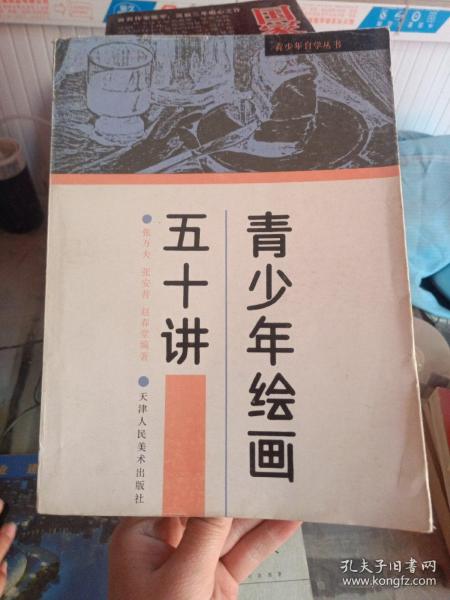 青少年自学丛书
青少年绘画
五十讲
张万夫 张安吾 赵春堂编著
天津人民美术出版社
孔夫子旧书网
www.kongfz.com